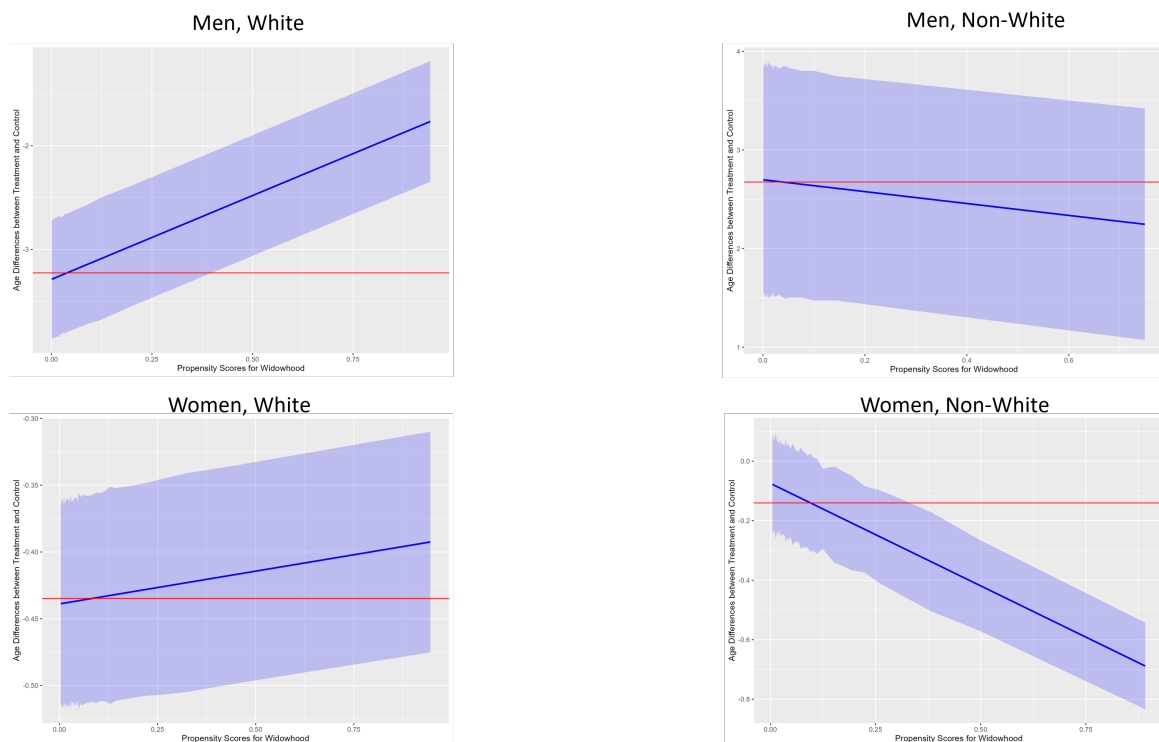 Men, White
Age Differences between Treatment and Control
-2
-3
0.00 0.25 0.50 0.75
Propensity Scores for Widowhood
Men, Non-White
Age Differences between Treatment and Control
4
3
2
1
0.0 0.2 0.4 0.6
Propensity Scores for Widowhood
Women, White
Age Differences between Treatment and Control
-0.30
-0.35
-0.40
-0.45
-0.50
0.00 0.25 0.50 0.75
Propensity Scores for Widowhood
Women, Non-White
Age Differences between Treatment and Control
0.0
-0.2
-0.4
-0.6
-0.8
0.00 0.25 0.50 0.75
Propensity Scores for Widowhood